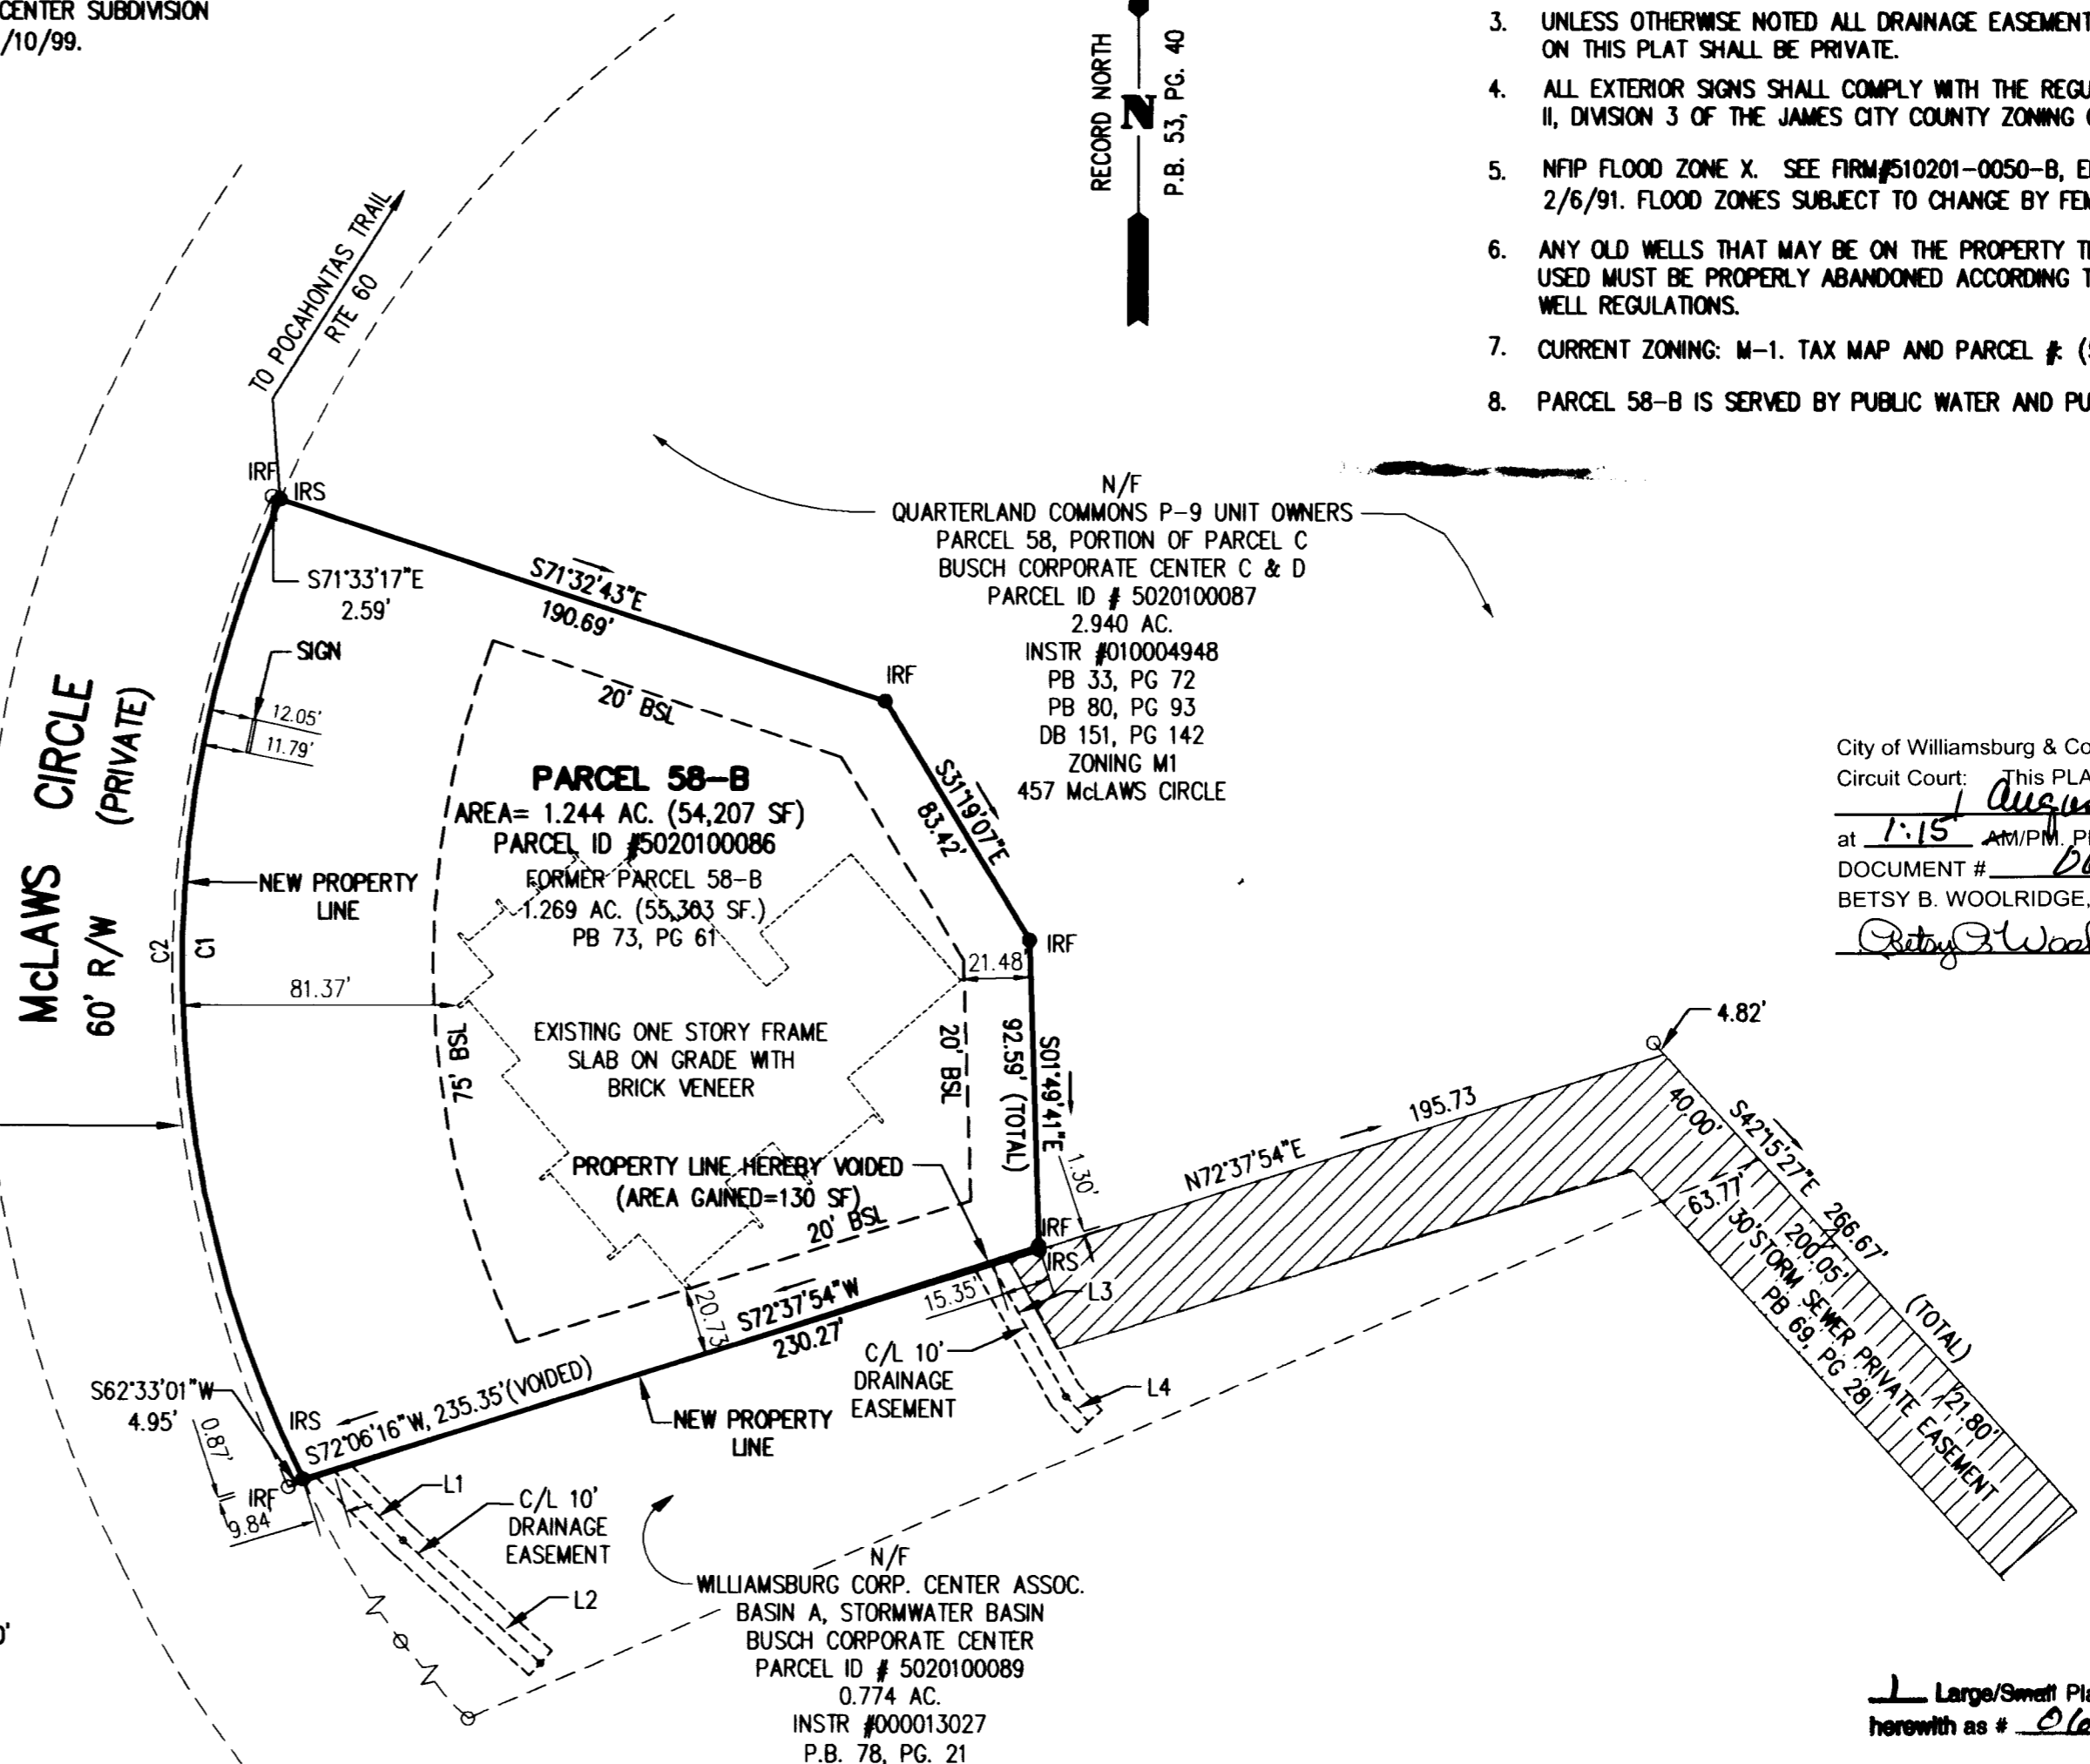 CENTER SUBDIVISION
/10/99.
RECORD NORTH
N
P.B. 53, PG. 40
3. UNLESS OTHERWISE NOTED ALL DRAINAGE EASEMENT
ON THIS PLAT SHALL BE PRIVATE.
4. ALL EXTERIOR SIGNS SHALL COMPLY WITH THE REGU
II, DIVISION 3 OF THE JAMES CITY COUNTY ZONING
5. NFIP FLOOD ZONE X. SEE FIRM#510201-0050-B, E
2/6/91. FLOOD ZONES SUBJECT TO CHANGE BY FEM
6. ANY OLD WELLS THAT MAY BE ON THE PROPERTY T
USED MUST BE PROPERLY ABANDONED ACCORDING T
WELL REGULATIONS.
7. CURRENT ZONING: M-1. TAX MAP AND PARCEL #: (
8. PARCEL 58-B IS SERVED BY PUBLIC WATER AND PU
TO POCAHONTAS TRAIL
RTE 60
IRF
IRS
S71°33'17"E
2.59'
SIGN
12.05'
11.79'
S71°32'43"E
190.69'
20' BSL
IRF
N/F
QUARTERLAND COMMONS P-9 UNIT OWNERS
PARCEL 58, PORTION OF PARCEL C
BUSCH CORPORATE CENTER C & D
PARCEL ID # 5020100087
2.940 AC.
INSTR #010004948
PB 33, PG 72
PB 80, PG 93
DB 151, PG 142
ZONING M1
457 McLAWS CIRCLE
McLAWS CIRCLE
(PRIVATE)
60' R/W
C2
C1
NEW PROPERTY
LINE
81.37'
75' BSL
PARCEL 58-B
AREA= 1.244 AC. (54,207 SF)
PARCEL ID #5020100086
FORMER PARCEL 58-B
1.269 AC. (55,303 SF.)
PB 73, PG 61
S31°19'07"E
83.42'
IRF
21.48'
EXISTING ONE STORY FRAME
SLAB ON GRADE WITH
BRICK VENEER
20' BSL
92.59' (TOTAL)
S01°49'41"E
PROPERTY LINE HEREBY VOIDED
(AREA GAINED=130 SF)
20' BSL
1.30'
IRF
IRS
City of Williamsburg & Co
Circuit Court: This PLA
at 1:15 AM/PM. P
DOCUMENT #
BETSY B. WOOLRIDGE,
4.82'
N72°37'54"E
195.73
40.00'
S42°15'27"E 266.67'
(TOTAL)
63.77'
200.05'
30' STORM SEWER PRIVATE EASEMENT
PB 69, PG 28
21.80'
20.73'
S72°37'54"W
230.27'
15.35'
L3
C/L 10'
DRAINAGE
EASEMENT
L4
S72°06'16"W, 235.35'(VOIDED)
NEW PROPERTY
LINE
S62°33'01"W
4.95'
0.87'
IRS
IRF
9.84'
L1
C/L 10'
DRAINAGE
EASEMENT
L2
N/F
WILLIAMSBURG CORP. CENTER ASSOC.
BASIN A, STORMWATER BASIN
BUSCH CORPORATE CENTER
PARCEL ID # 5020100089
0.774 AC.
INSTR #000013027
P.B. 78, PG. 21
0'
1 Large/Small Pla
herewith as #